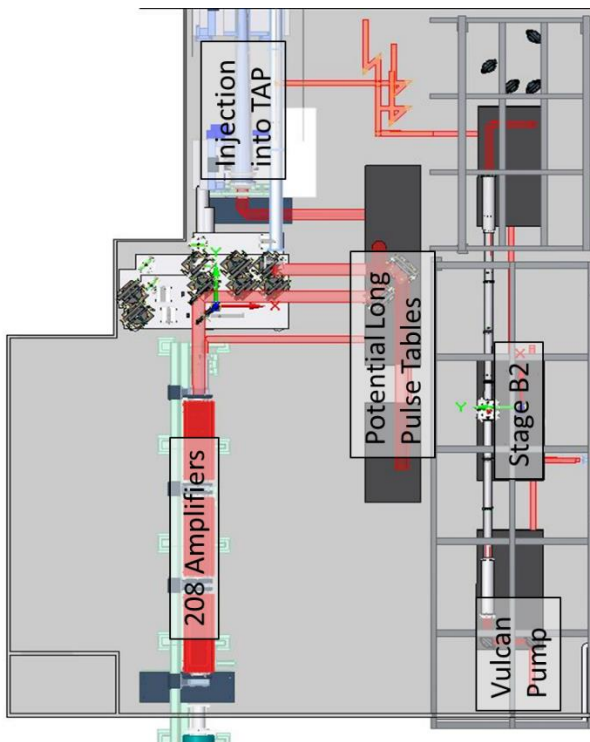 Injection
into TAP
Potential Long
Pulse Tables
208 Amplifiers
Stage B2
Vulcan
Pump
Y
X
Y
X